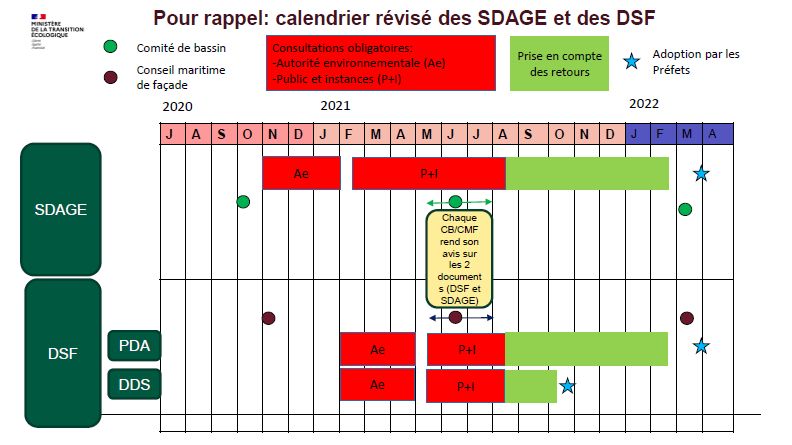 Pour rappel: calendrier révisé des SDAGE et des DSF
MINISTÈRE
DE LA TRANSITION
ÉCOLOGIQUE
Comité de bassin
Conseil maritime
de façade
Consultations obligatoires:
-Autorité environnementale (Ae)
-Public et instances (P+I)
Prise en compte
des retours
Adoption par les
Préfets
2020
2021
2022
J A S O N D J F M A M J J A S O N D J F M A
SDAGE
Ae
P+I
Chaque
CB/CMF
rend son
avis sur
les 2
document
s (DSF et
SDAGE)
DSF
PDA
Ae
P+I
DDS
Ae
P+I